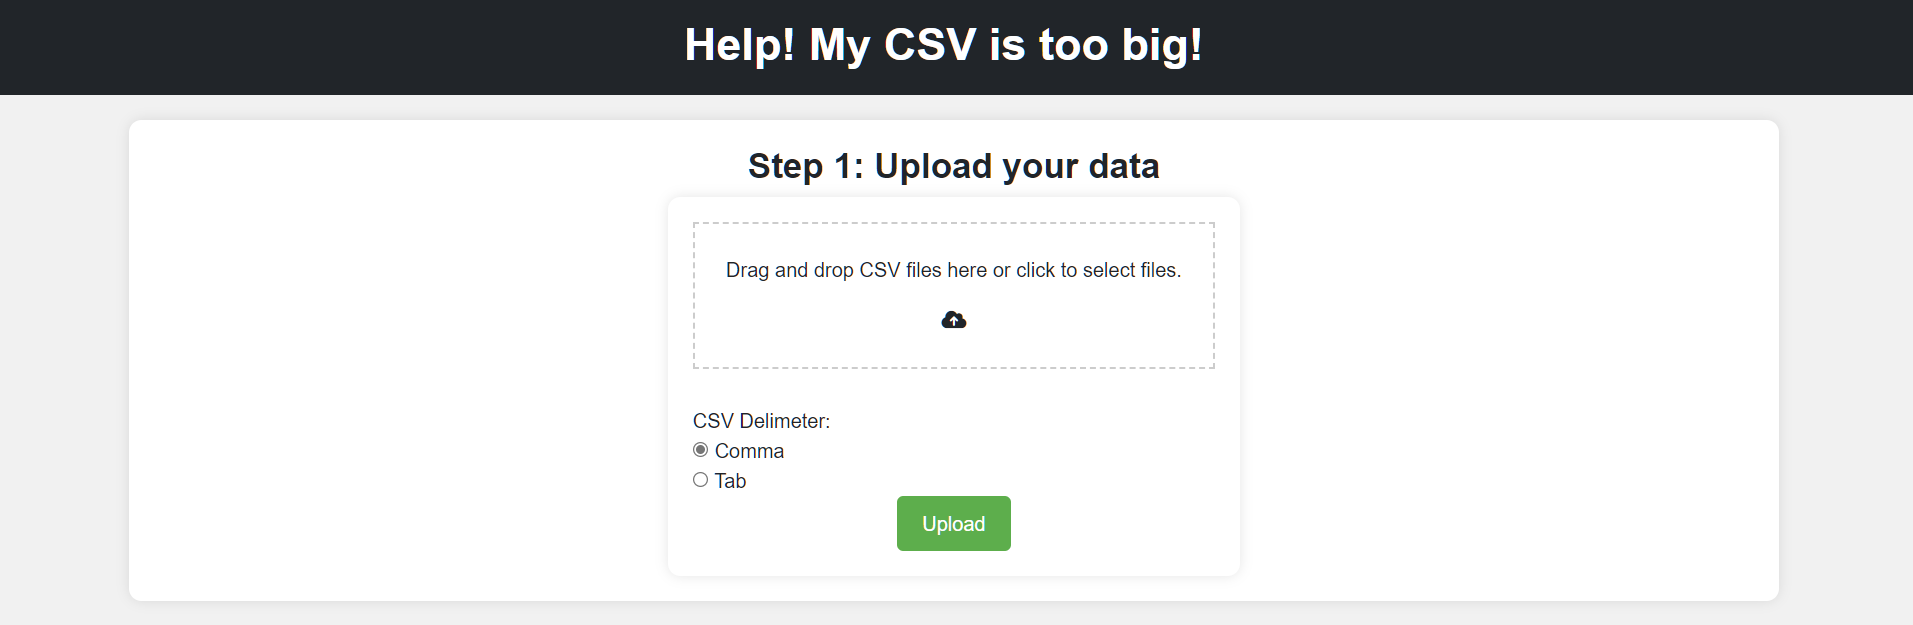 Help! My CSV is too big!
Step 1: Upload your data
Drag and drop CSV files here or click to select files.
CSV Delimeter:
Comma
Tab
Upload